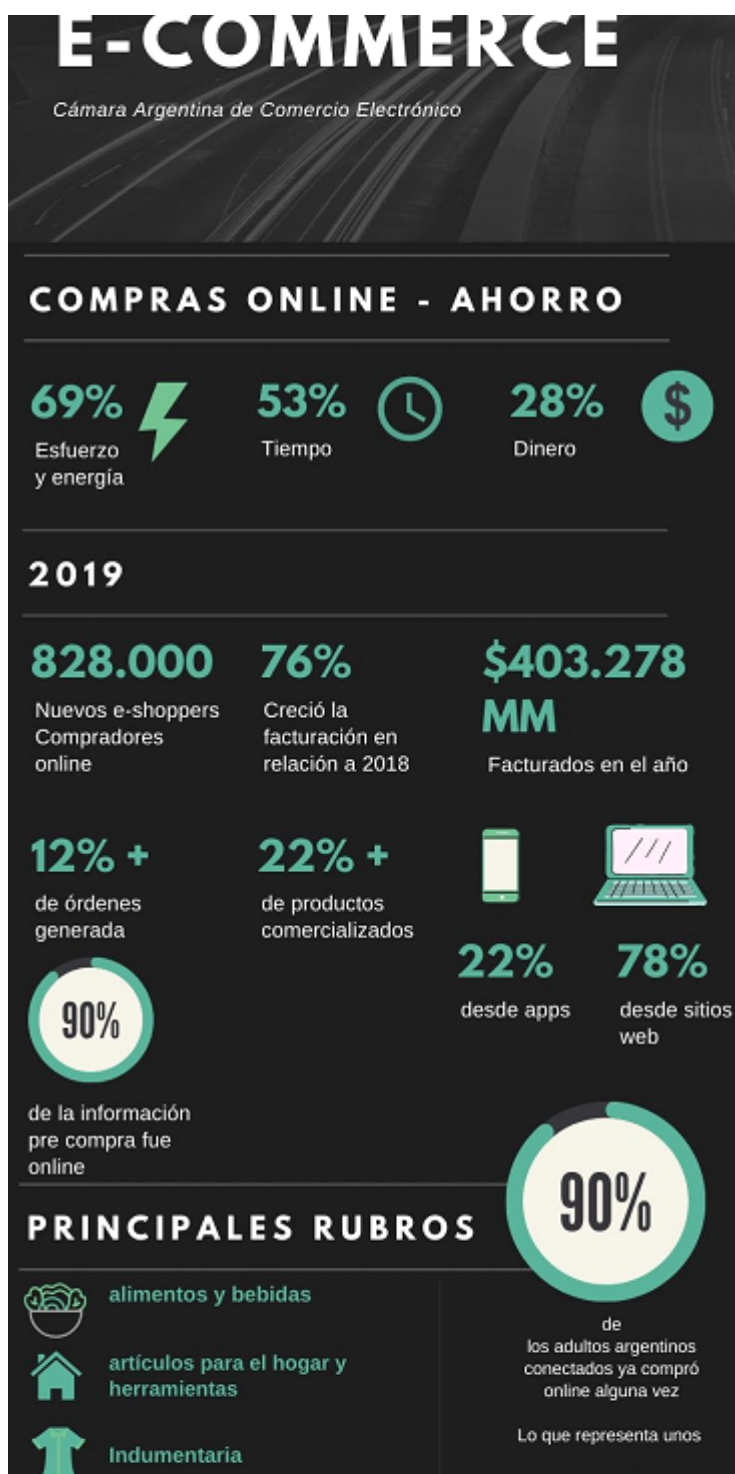 E-COMMERCE
Cámara Argentina de Comercio Electrónico
COMPRAS ONLINE - AHORRO
69%
Esfuerzo
y energía
53%
Tiempo
28%
Dinero
2019
828.000
Nuevos e-shoppers
Compradores
online
76%
Creció la
facturación en
relación a 2018
$403.278
MM
Facturados en el año
12% +
de órdenes
generada
22% +
de productos
comercializados
22%
desde apps
78%
desde sitios
web
90%
de la información
pre compra fue
online
PRINCIPALES RUBROS
alimentos y bebidas
artículos para el hogar y
herramientas
Indumentaria
90%
de
los adultos argentinos
conectados ya compró
online alguna vez
Lo que representa unos